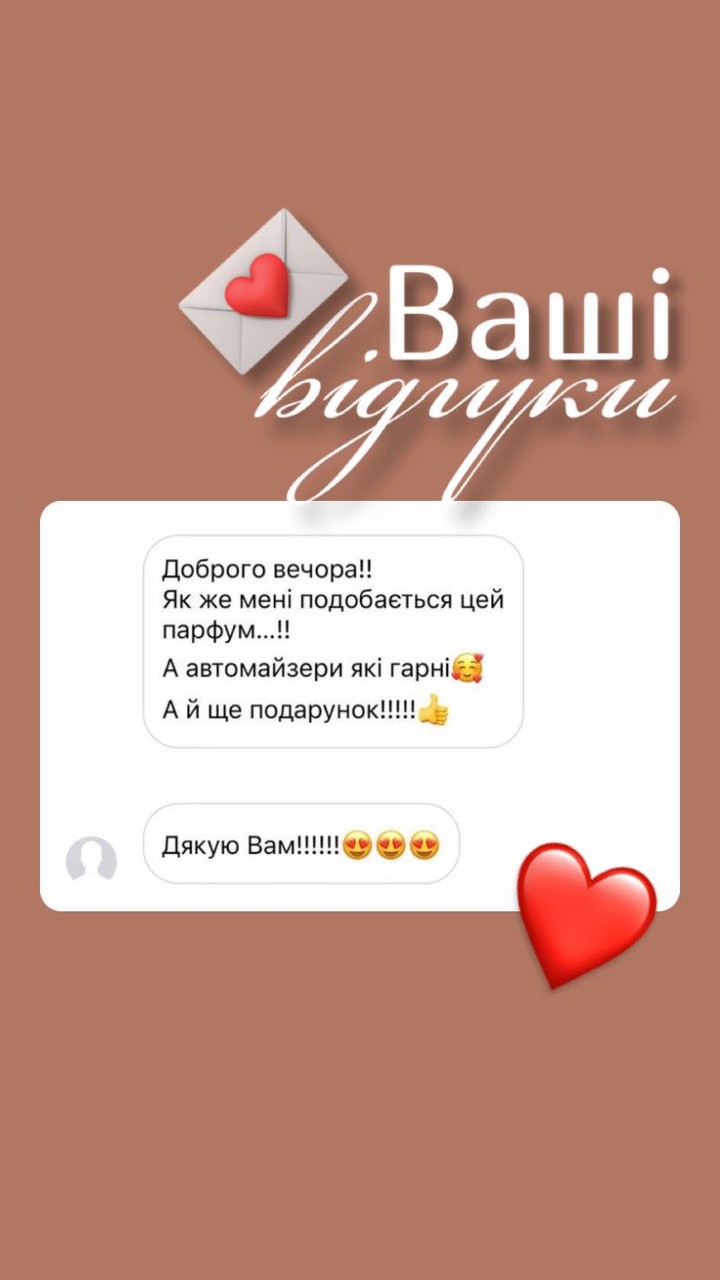 Ваші
відгуки
Доброго вечора!!
Як же мені подобається цей
парфум...!!
А автомайзери які гарні🥰
А й ще подарунок!!!!!👍
Дякую Вам!!!!!!😍😍😍